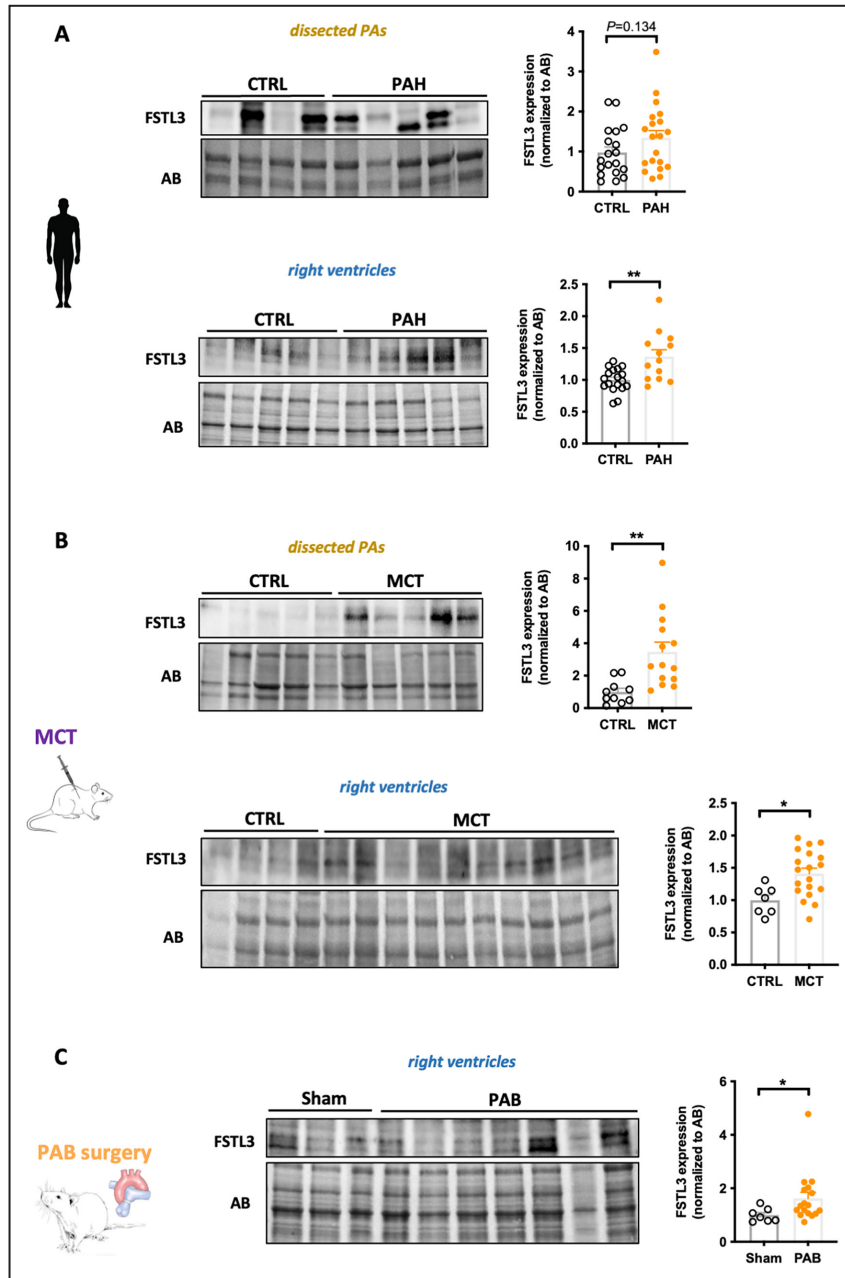 A
dissected PAs
CTRL PAH
FSTL3
AB
FSTL3 expression
(normalized to AB)
P=0.134
4
3
2
1
0
CTRL PAH
right ventricles
CTRL PAH
FSTL3
AB
FSTL3 expression
(normalized to AB)
**
2.5
2.0
1.5
1.0
0.5
0.0
CTRL PAH
B
dissected PAs
CTRL MCT
FSTL3
AB
FSTL3 expression
(normalized to AB)
**
10
8
6
4
2
0
CTRL MCT
MCT
right ventricles
CTRL MCT
FSTL3
AB
FSTL3 expression
(normalized to AB)
*
2.5
2.0
1.5
1.0
0.5
0.0
CTRL MCT
C
right ventricles
Sham PAB
FSTL3
AB
PAB surgery
FSTL3 expression
(normalized to AB)
*
6
4
2
0
Sham PAB